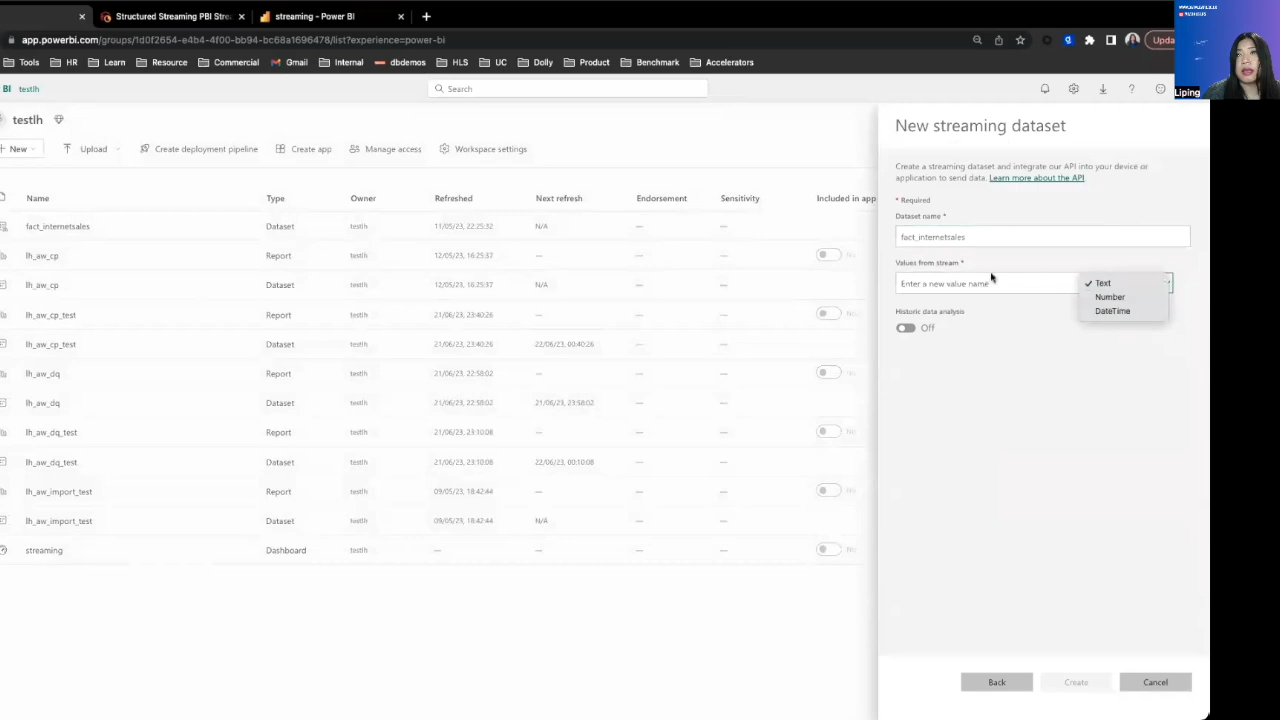 Structured Streaming PBI Strea
streaming - Power BI
app.powerbi.com/groups/1d0f2654-e4b4-4f00-bb94-bc68a1696478/list?experience=power-bi
Upda
Tools
HR
Learn
Resource
Commercial
Gmail
Internal
dbdemos
HLS
UC
Dolly
Product
Benchmark
Accelerators
Liping
BI
testlh
Search
testlh
New
Upload
Create deployment pipeline
Create app
Manage access
Workspace settings
Name Type Owner Refreshed Next refresh Endorsement Sensitivity Included in app
fact_internetsales Dataset testlh 11/05/23, 22:25:32 N/A — —
lh_aw_cp Report testlh 12/05/23, 16:25:37 — — — No
lh_aw_cp Dataset testlh 12/05/23, 16:25:37 N/A — —
lh_aw_cp_test Report testlh 21/06/23, 23:40:26 — — — No
lh_aw_cp_test Dataset testlh 21/06/23, 23:40:26 22/06/23, 00:40:26 — —
lh_aw_dq Report testlh 21/06/23, 22:58:02 — — — No
lh_aw_dq Dataset testlh 21/06/23, 22:58:02 21/06/23, 23:58:02 — —
lh_aw_dq_test Report testlh 21/06/23, 23:10:08 — — — No
lh_aw_dq_test Dataset testlh 21/06/23, 23:10:08 22/06/23, 00:10:08 — —
lh_aw_import_test Report testlh 09/05/23, 18:42:44 — — — No
lh_aw_import_test Dataset testlh 09/05/23, 18:42:44 N/A — —
streaming Dashboard testlh — — — — No
New streaming dataset
Create a streaming dataset and integrate our API into your device or
application to send data. Learn more about the API
* Required
Dataset name *
fact_internetsales
Values from stream *
Enter a new value name
Text
Number
DateTime
Historic data analysis
Off
Back
Create
Cancel